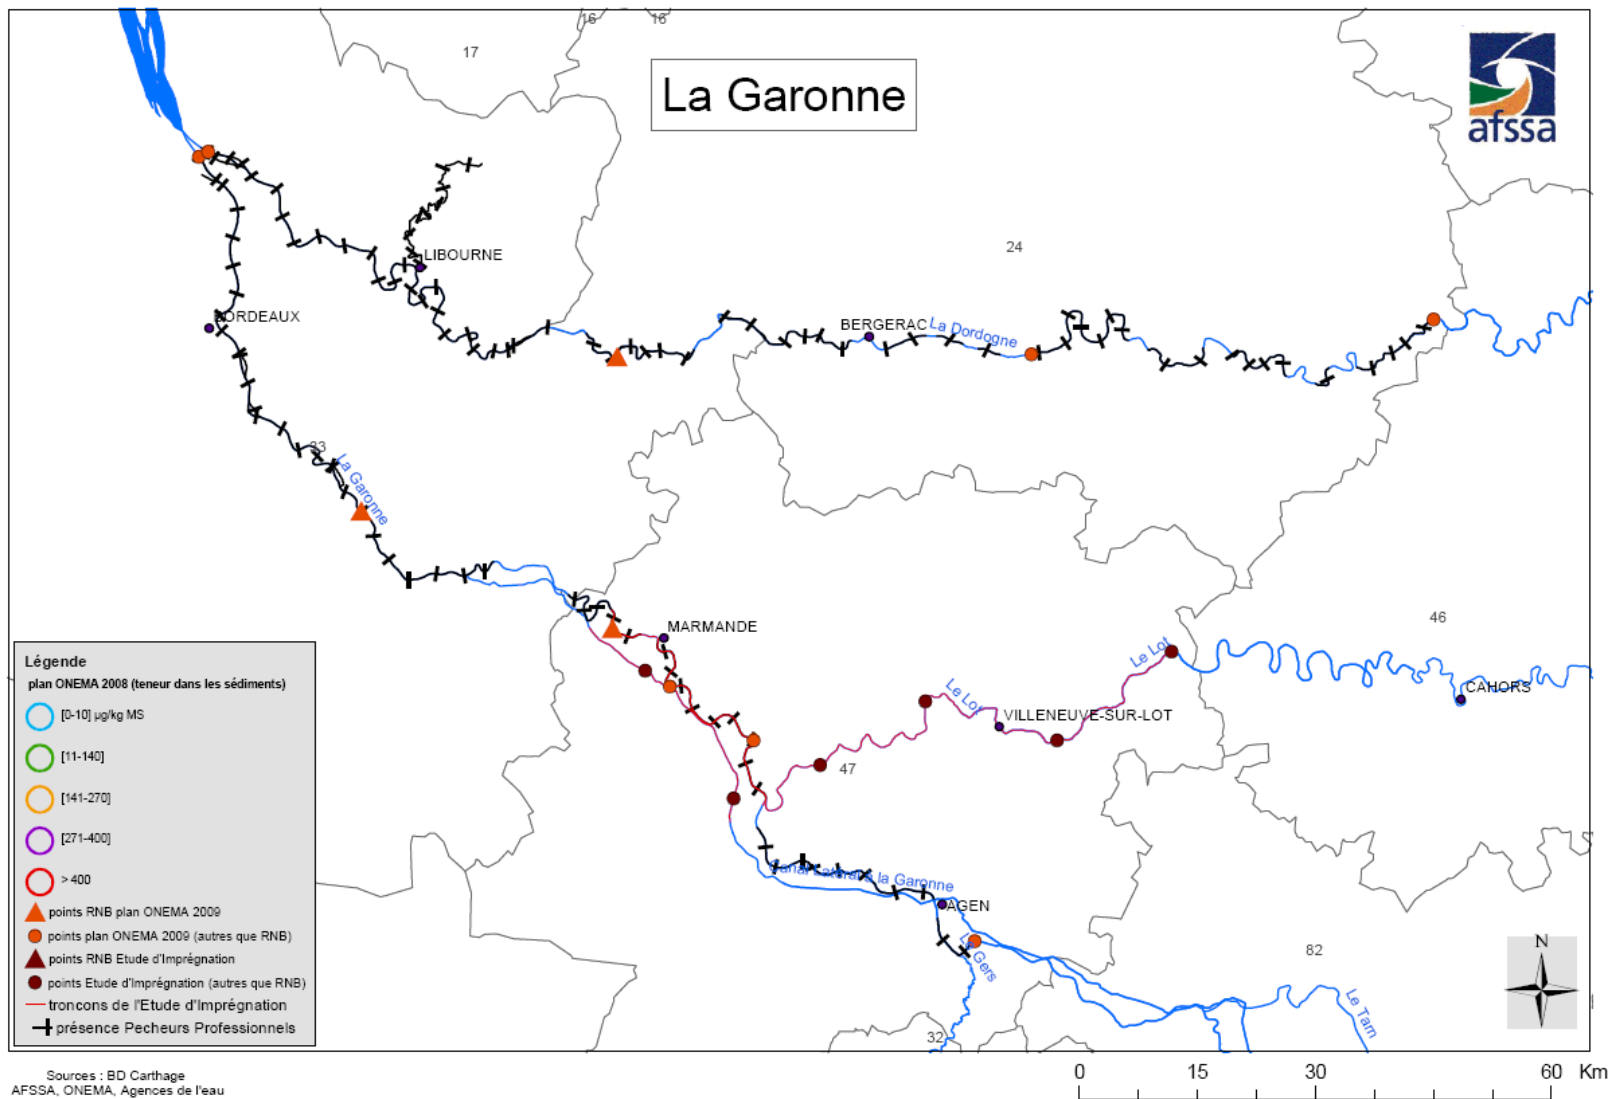 16
16
17
La Garonne
afssa
24
LIBOURNE
BORDEAUX
BERGERAC
La Dordogne
33
La Garonne
MARMANDE
46
Le Lot
Le Lot
CAHORS
VILLENEUVE-SUR-LOT
47
Canal Latéral à la Garonne
AGEN
Le Gers
82
Le Tarn
32
Légende
plan ONEMA 2008 (teneur dans les sédiments)
[0-10] µg/kg MS
[11-140]
[141-270]
[271-400]
> 400
points RNB plan ONEMA 2009
points plan ONEMA 2009 (autres que RNB)
points RNB Etude d'Imprégnation
points Etude d'Imprégnation (autres que RNB)
troncons de l'Etude d'Imprégnation
présence Pecheurs Professionnels
N
Sources : BD Carthage
AFSSA, ONEMA, Agences de l'eau
0 15 30 60 Km